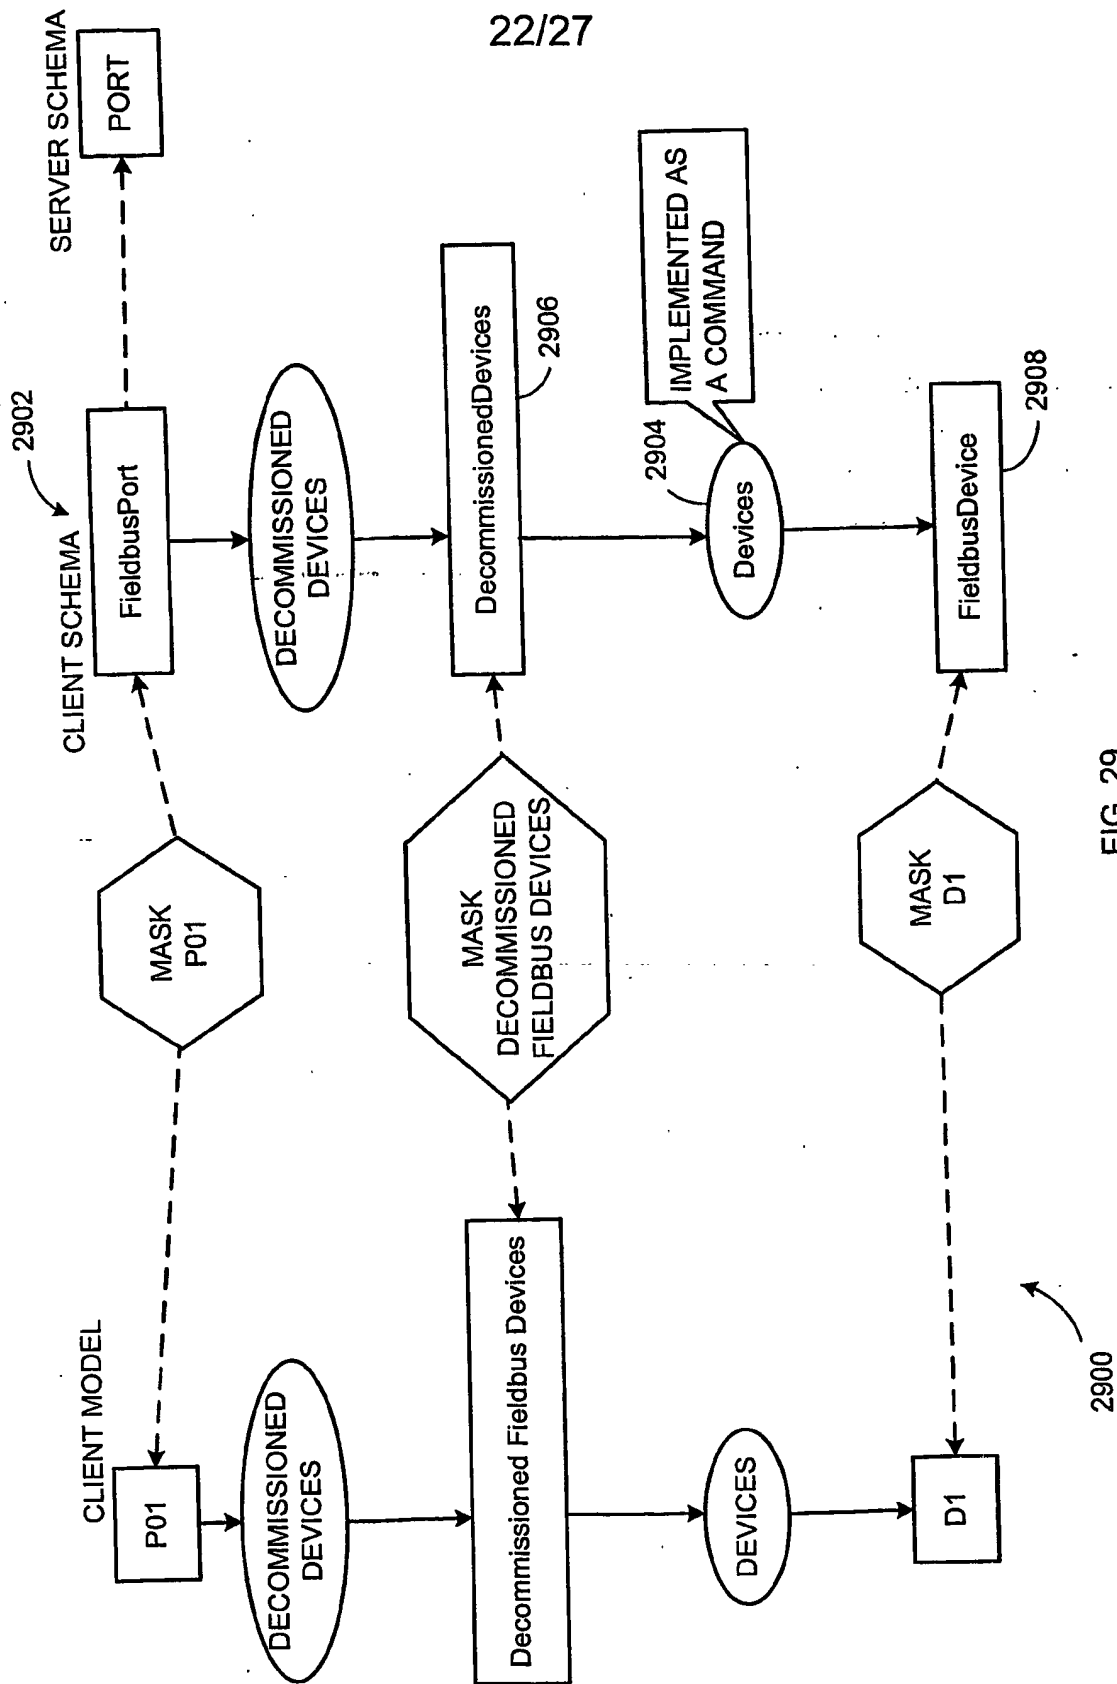 22/27
CLIENT MODEL
P01
DECOMMISSIONED
DEVICES
Decommissioned Fieldbus Devices
DEVICES
D1
2900
MASK
P01
MASK
DECOMMISSIONED
FIELDBUS DEVICES
MASK
D1
CLIENT SCHEMA
2902
FieldbusPort
DECOMMISSIONED
DEVICES
DecommissionedDevices
2906
Devices
2904
IMPLEMENTED AS
A COMMAND
FieldbusDevice
2908
SERVER SCHEMA
PORT
FIG. 29